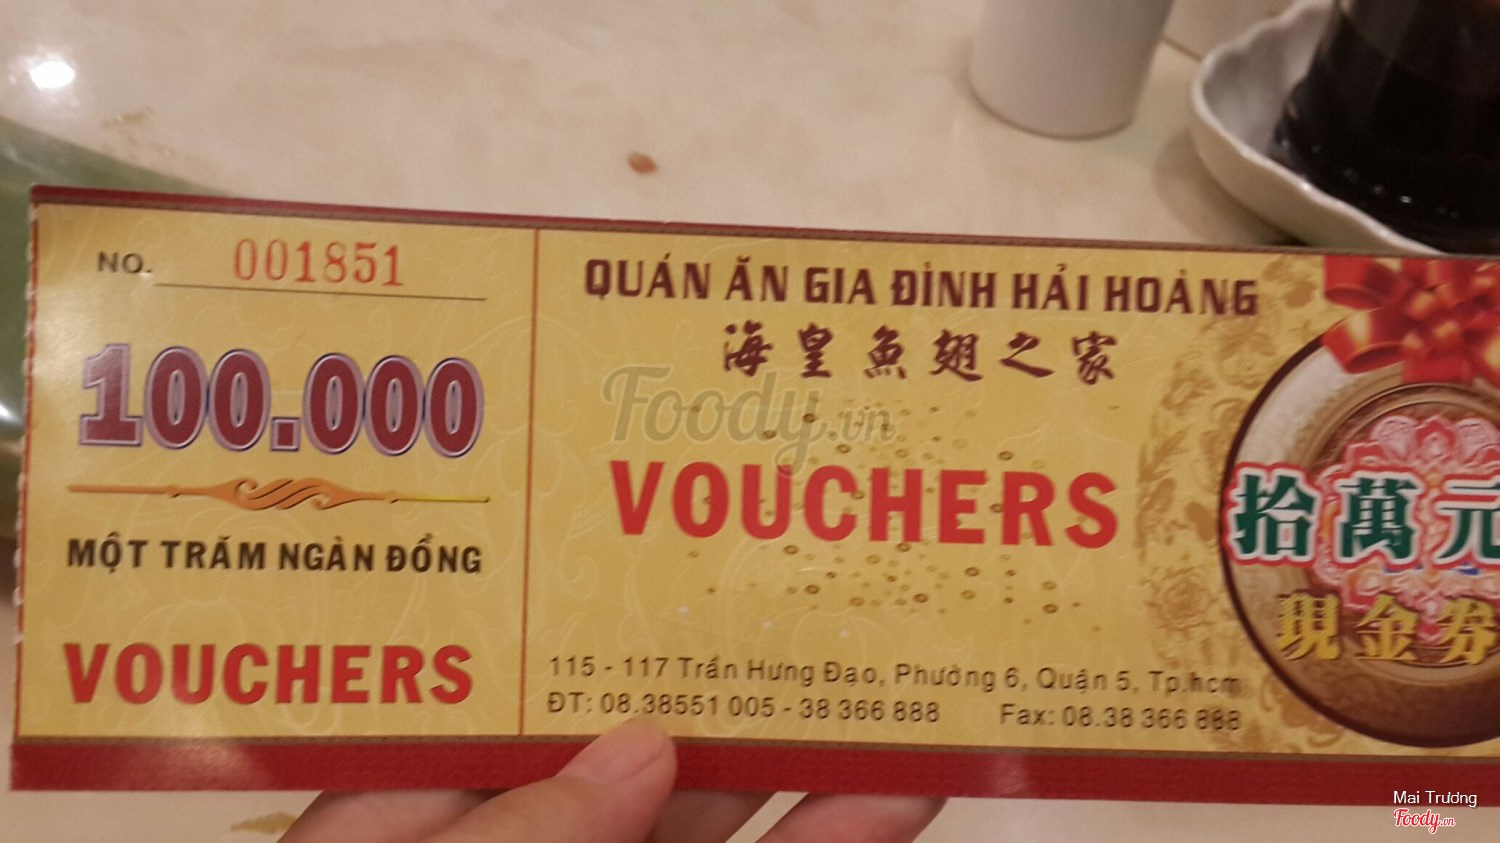 NO. 001851
100.000
MỘT TRĂM NGÀN ĐỒNG
VOUCHERS
QUÁN ĂN GIA ĐÌNH HẢI HOÀNG
海皇魚翅之家
VOUCHERS
115 - 117 Trần Hưng Đạo, Phường 6, Quận 5, Tp.hcm
ĐT: 08.38551 005 - 38 366 888 Fax: 08.38 366 888
拾萬元
現金券
Foody.vn
Mai Trương
Foody.vn